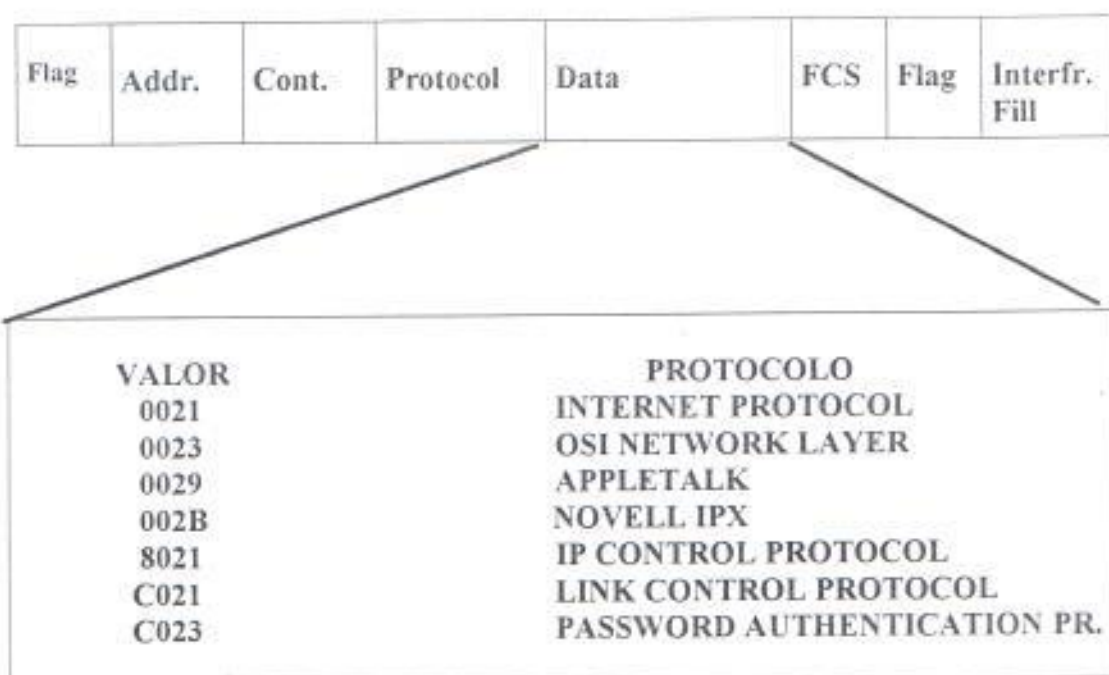 Flag Addr. Cont. Protocol Data FCS Flag Interfr.
Fill
VALOR PROTOCOLO
0021 INTERNET PROTOCOL
0023 OSI NETWORK LAYER
0029 APPLETALK
002B NOVELL IPX
8021 IP CONTROL PROTOCOL
C021 LINK CONTROL PROTOCOL
C023 PASSWORD AUTHENTICATION PR.